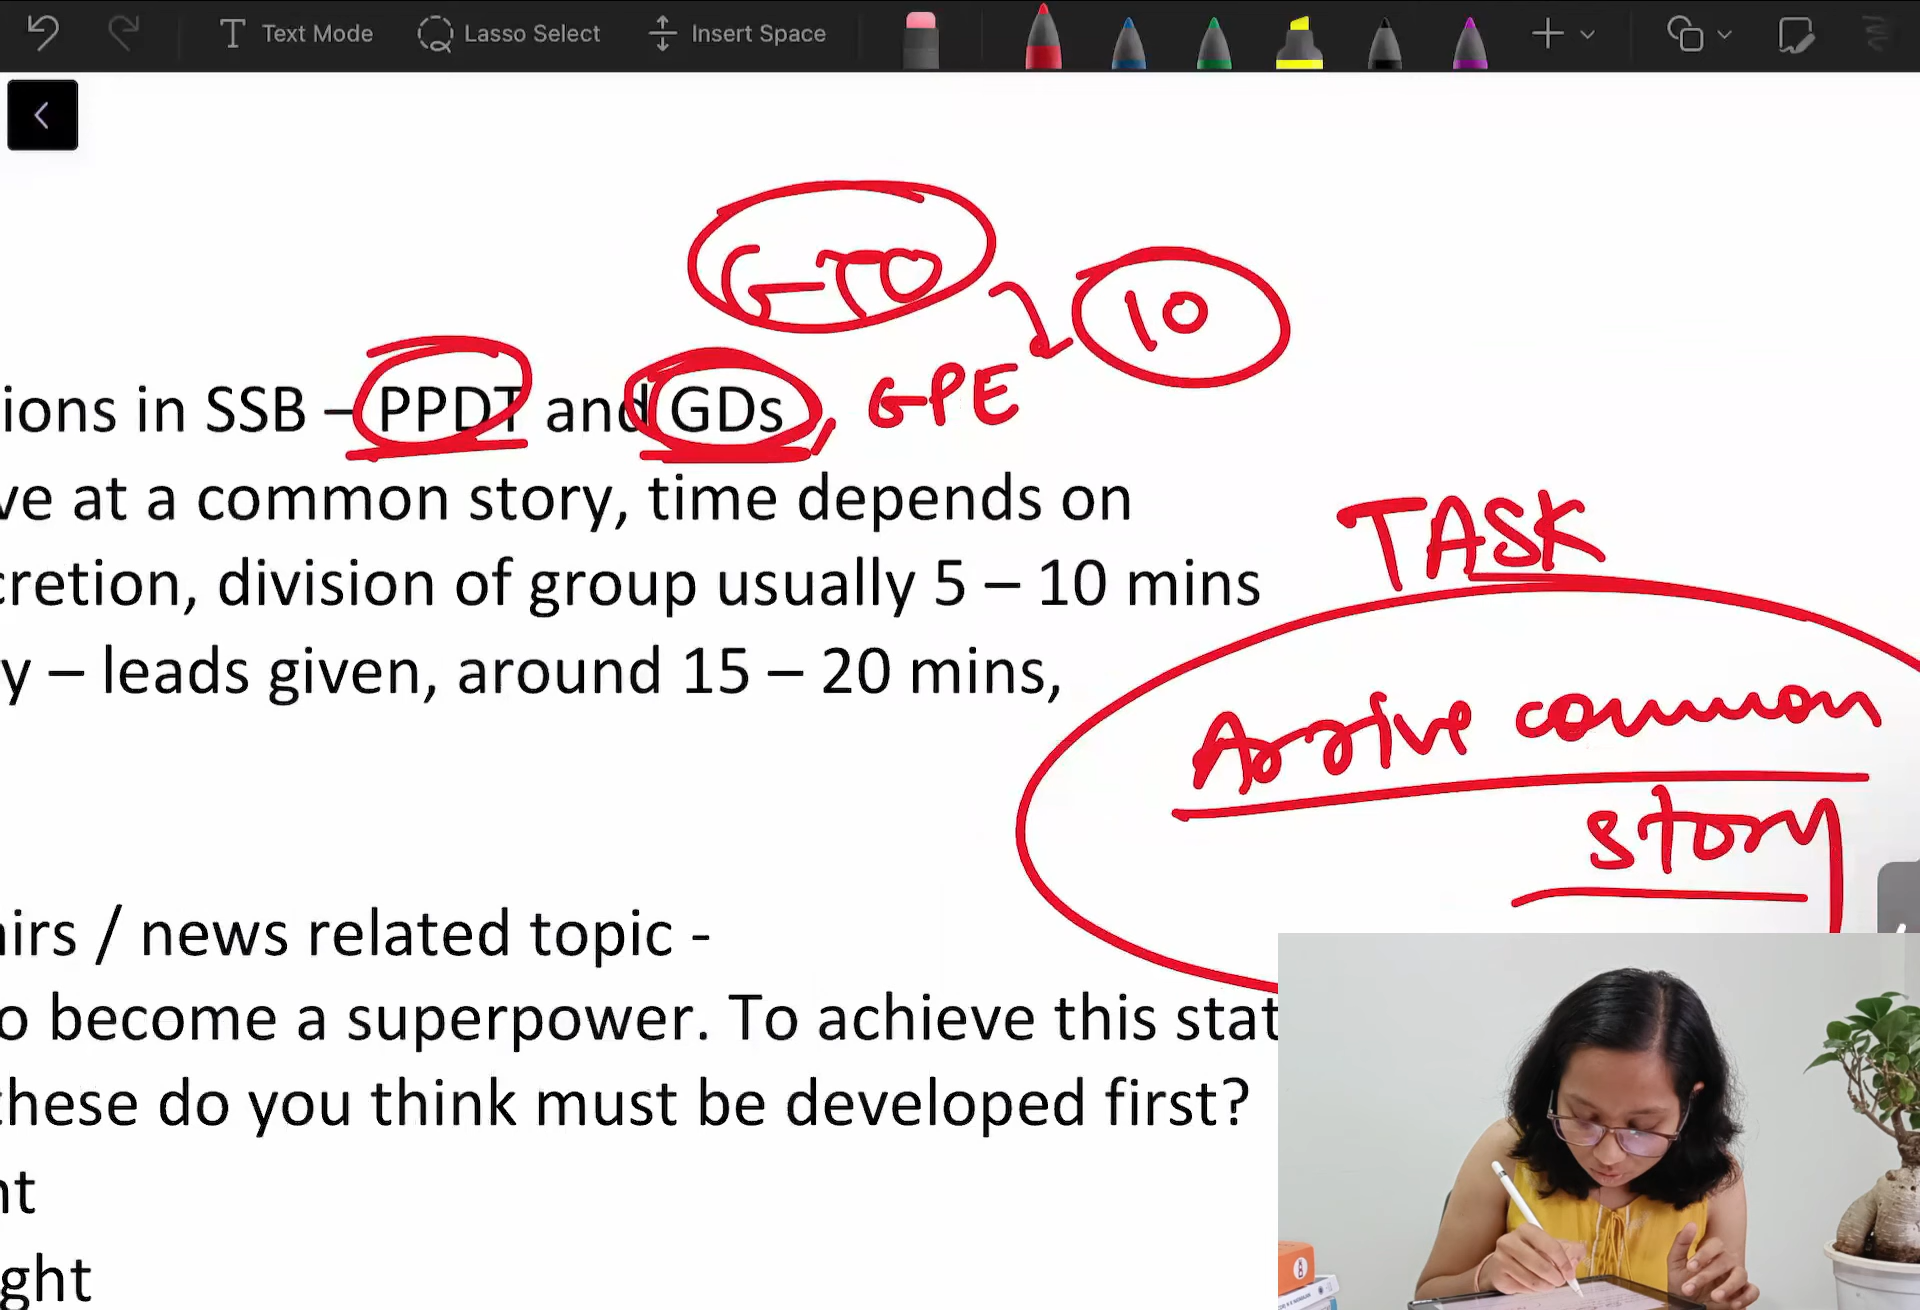 Text Mode Lasso Select Insert Space
GTO
10
ions in SSB – PPDT and GDs, GPE
ve at a common story, time depends on
TASK
cretion, division of group usually 5 – 10 mins
y – leads given, around 15 – 20 mins,
Arrive common
story
airs / news related topic -
o become a superpower. To achieve this stat
these do you think must be developed first?
nt
ght